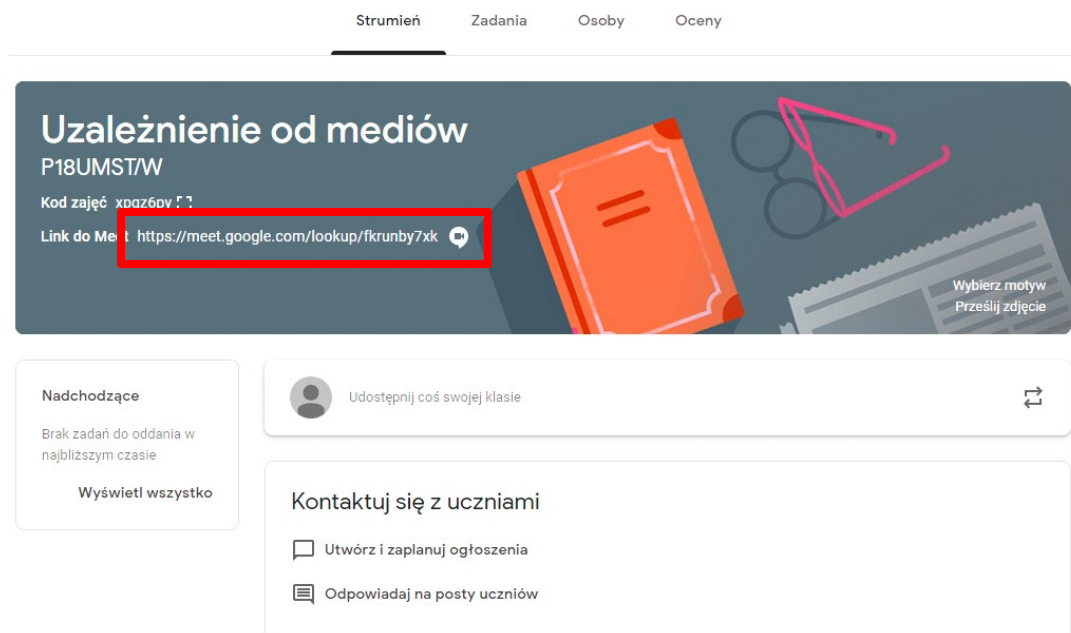 Strumień Zadania Osoby Oceny
Uzależnienie od mediów
P18UMST/W
Kod zajęć
Link do Meet https://meet.google.com/lookup/fkrunby7xk
Wybierz motyw
Prześlij zdjęcie
Nadchodzące
Brak zadań do oddania w
najbliższym czasie
Wyświetl wszystko
Udostępnij coś swojej klasie
Kontaktuj się z uczniami
Utwórz i zaplanuj ogłoszenia
Odpowiadaj na posty uczniów